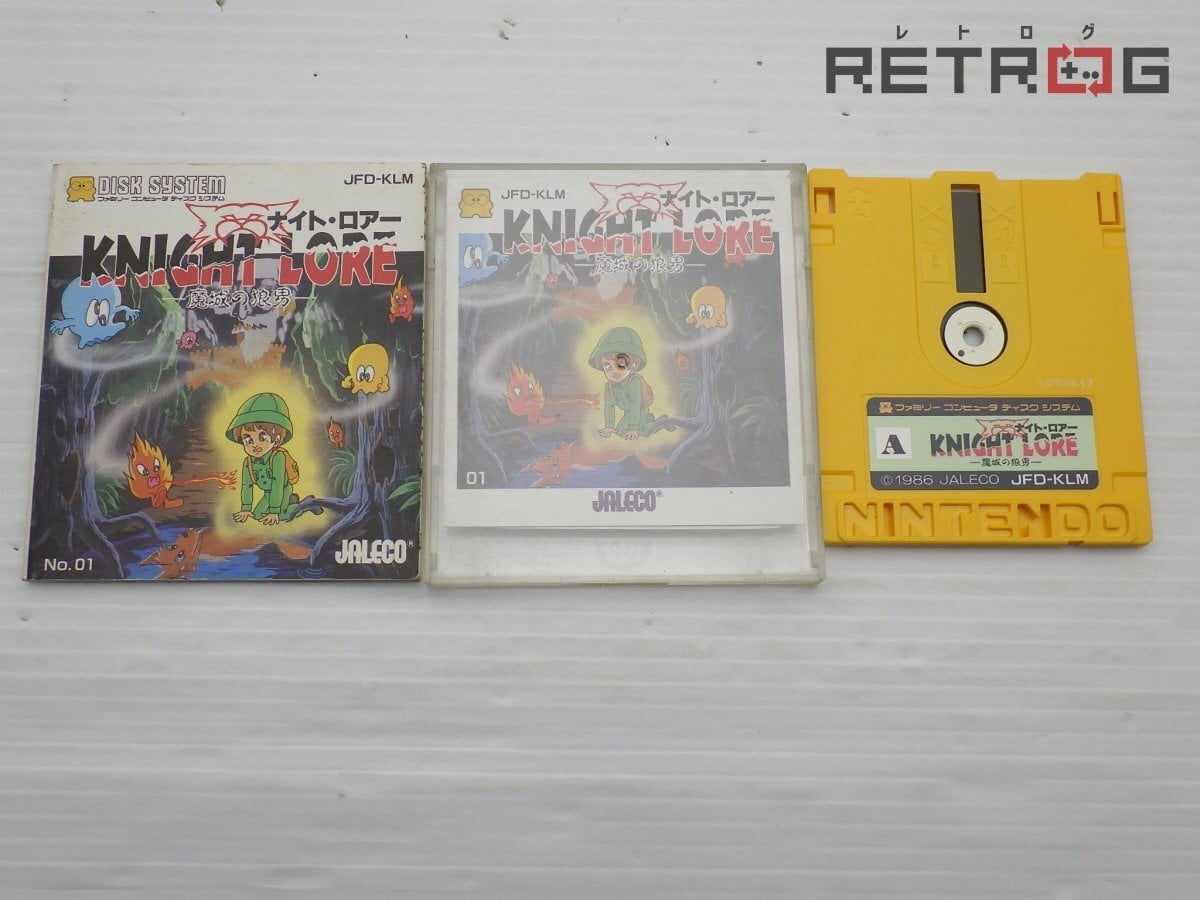 レトログ
RETROG
DISK SYSTEM
ファミリー コンピュータ ディスク システム
JFD-KLM
ナイト・ロアー
KNIGHT LORE
魔城の狼男
No. 01
JALECO®
JFD-KLM
ナイト・ロアー
KNIGHT LORE
魔城の狼男
01
JALECO®
ファミリー コンピュータ ディスク システム
A
ナイト・ロアー
KNIGHT LORE
魔城の狼男
©1986 JALECO JFD-KLM
NINTENDO